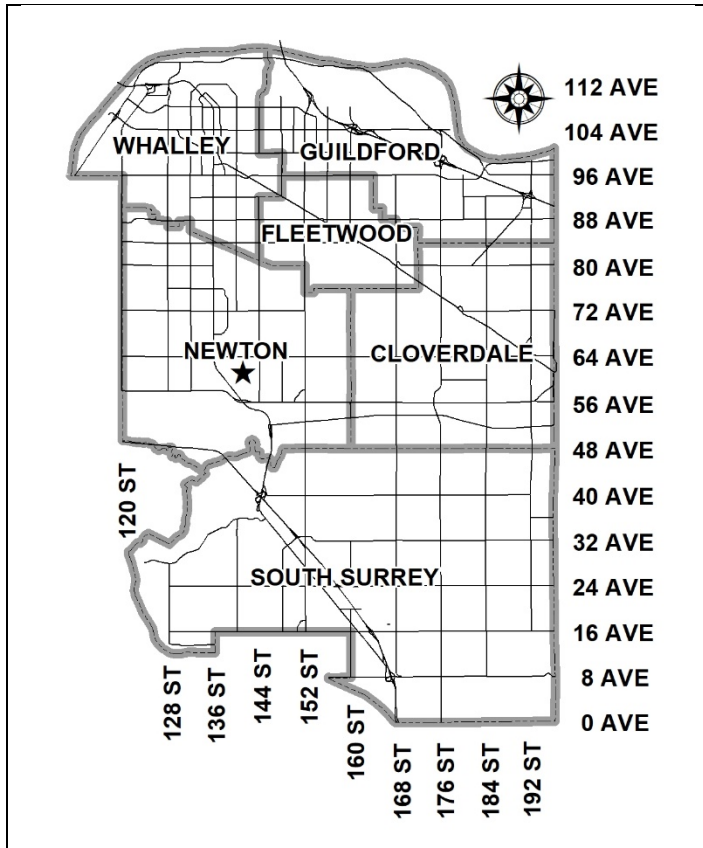 112 AVE
104 AVE
WHALLEY
GUILDFORD
96 AVE
88 AVE
FLEETWOOD
80 AVE
72 AVE
NEWTON
CLOVERDALE
64 AVE
56 AVE
48 AVE
120 ST
40 AVE
32 AVE
SOUTH SURREY
24 AVE
16 AVE
128 ST
136 ST
144 ST
152 ST
160 ST
8 AVE
0 AVE
168 ST
176 ST
184 ST
192 ST